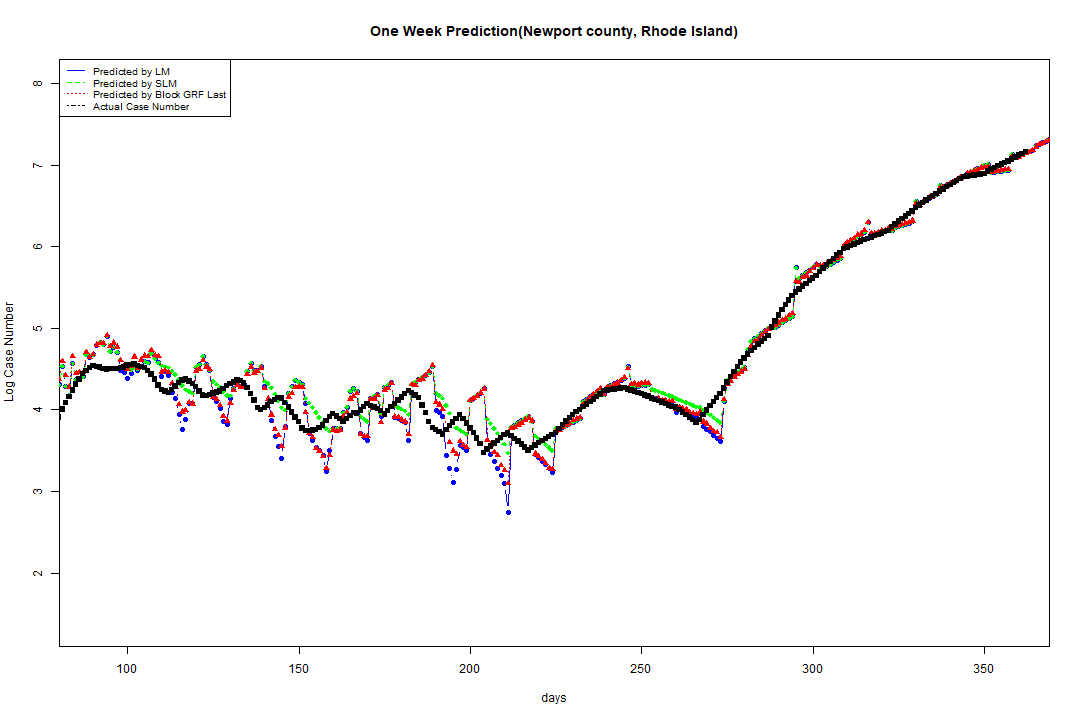 One Week Prediction(Newport county, Rhode Island)
Predicted by LM
Predicted by SLM
Predicted by Block GRF Last
Actual Case Number
8
7
6
5
4
3
2
Log Case Number
100 150 200 250 300 350
days